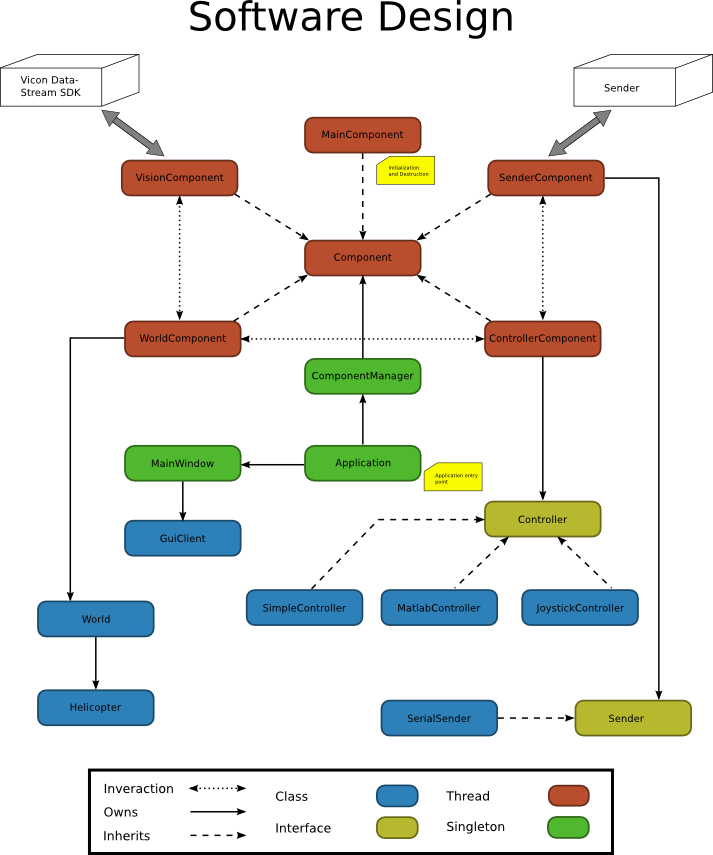 Software Design
Vicon Data-
Stream SDK
Sender
MainComponent
Initialization
and Destruction
VisionComponent
SenderComponent
Component
WorldComponent
ControllerComponent
ComponentManager
MainWindow
Application
Application entry
point
Controller
GuiClient
SimpleController
MatlabController
JoystickController
World
Helicopter
SerialSender
Sender
Inveraction
Class
Thread
Owns
Interface
Singleton
Inherits